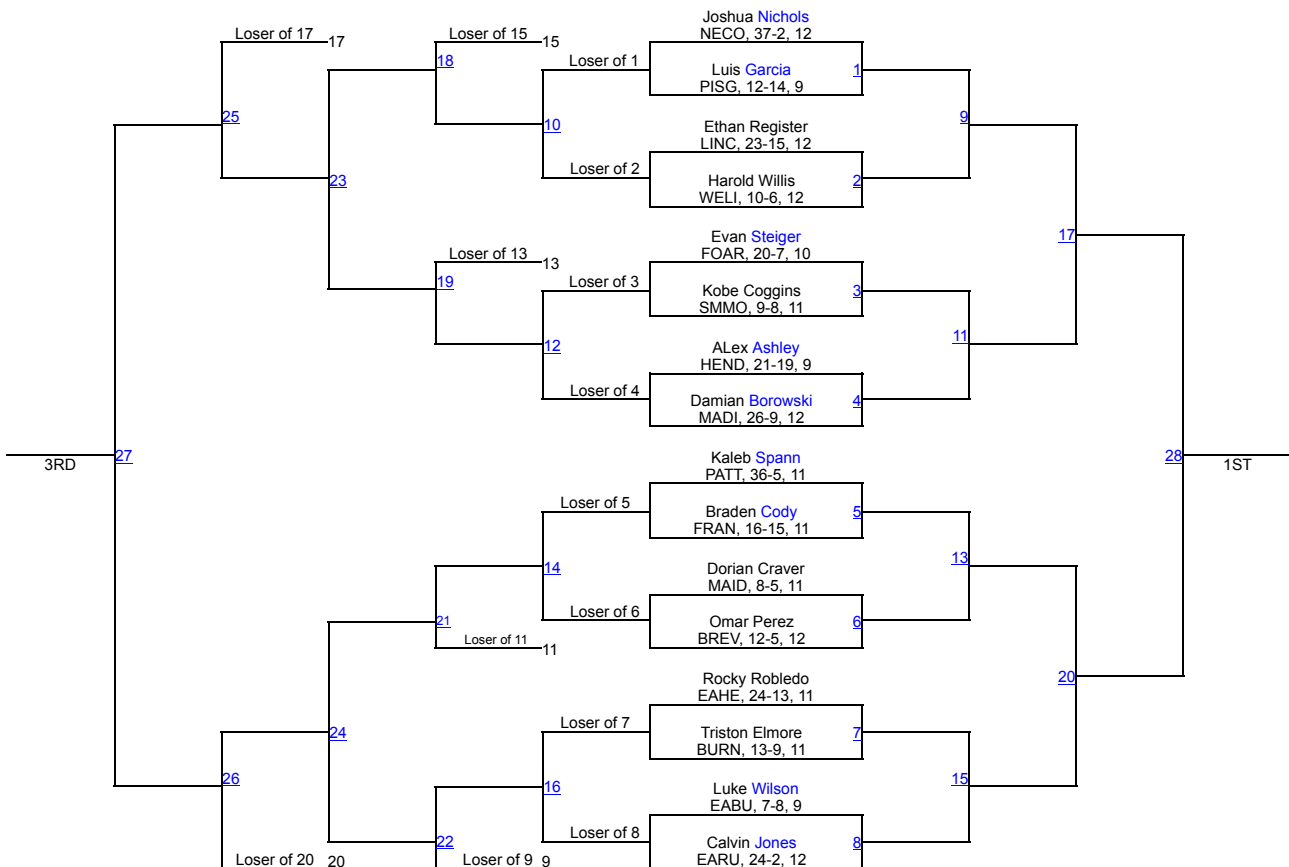 Joshua Nichols
Loser of 17 17
Loser of 15 15
NECO, 37-2, 12
18
Loser of 1
Luis Garcia
1
PISG, 12-14, 9
25
10
Ethan Register
9
LINC, 23-15, 12
Loser of 2
23
Harold Willis
2
WELI, 10-6, 12
Evan Steiger
17
FOAR, 20-7, 10
Loser of 13 13
19
Loser of 3
Kobe Coggins
3
SMMO, 9-8, 11
12
ALex Ashley
11
HEND, 21-19, 9
Loser of 4
Damian Borowski
4
MADI, 26-9, 12
3RD
27
Kaleb Spann
28
1ST
PATT, 36-5, 11
Loser of 5
Braden Cody
5
FRAN, 16-15, 11
14
Dorian Craver
13
MAID, 8-5, 11
21
Loser of 6
Omar Perez
6
BREV, 12-5, 12
Loser of 11 11
Rocky Robledo
20
EAHE, 24-13, 11
Loser of 7
24
Triston Elmore
7
BURN, 13-9, 11
26
16
Luke Wilson
15
EABU, 7-8, 9
22
Loser of 8
Calvin Jones
8
Loser of 20 20
Loser of 9 9
EARU, 24-2, 12